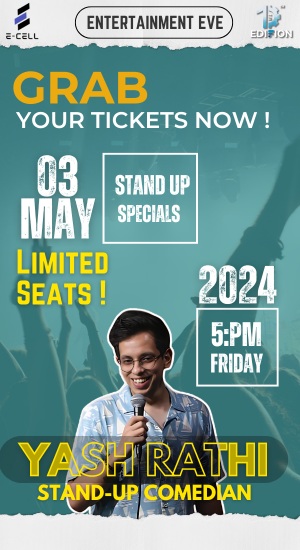 E-CELL
ENTERTAINMENT EVE
13th
EDITION
GRAB
YOUR TICKETS NOW !
03
MAY
STAND UP
SPECIALS
LIMITED
SEATS !
2024
5:PM
FRIDAY
YASH RATHI
STAND-UP COMEDIAN